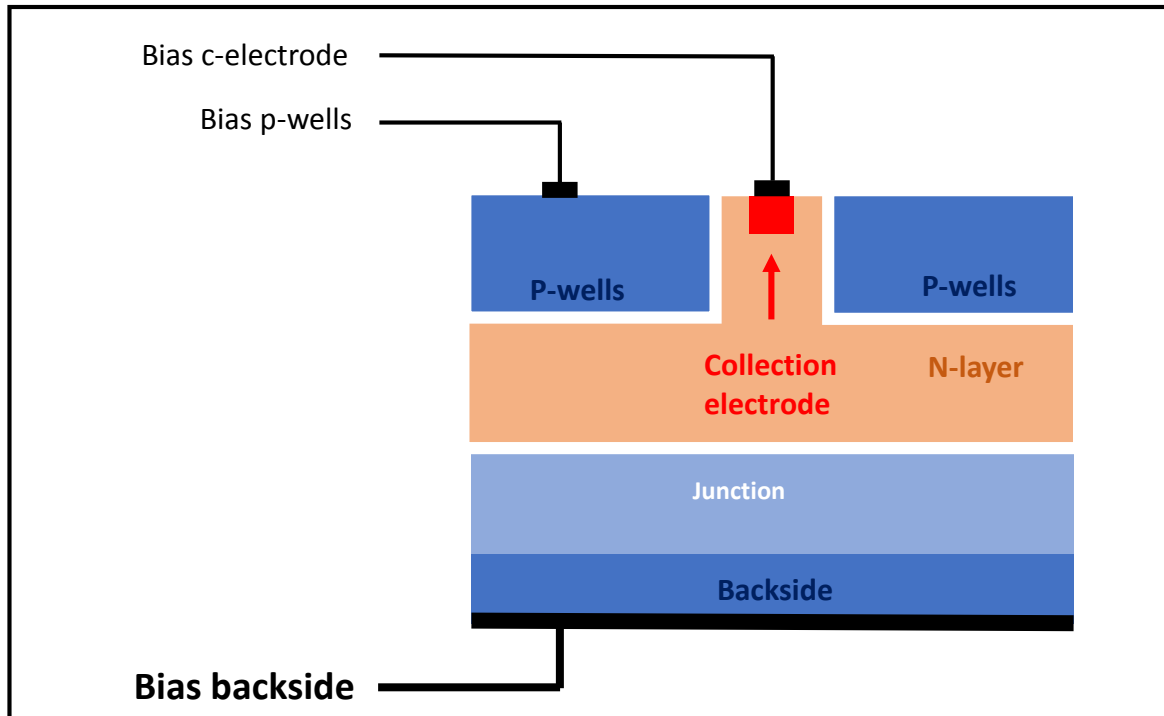 Bias c-electrode
Bias p-wells
P-wells
P-wells
Collection
electrode
N-layer
Junction
Backside
Bias backside